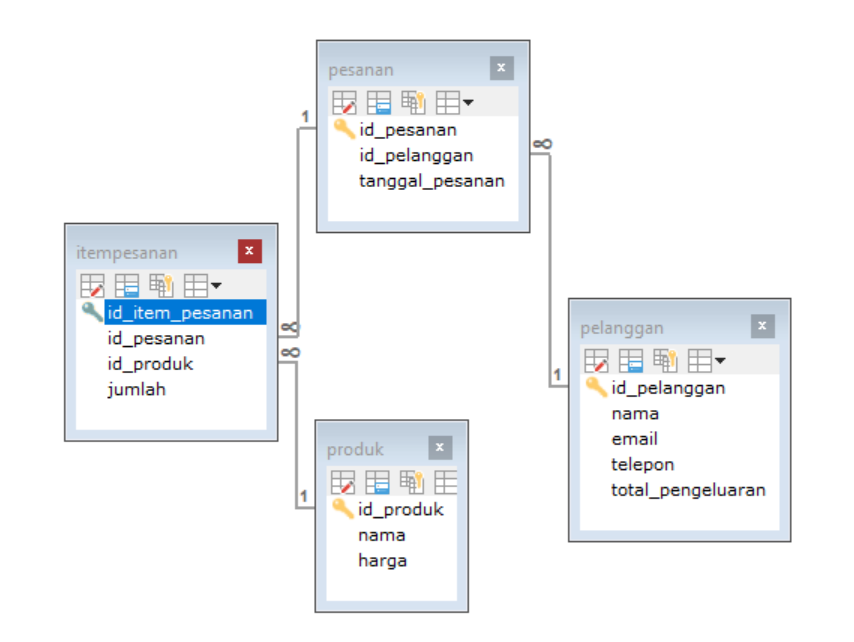 pesanan
x
id_pesanan
id_pelanggan
tanggal_pesanan
1
∞
itempesanan
x
id_item_pesanan
id_pesanan
id_produk
jumlah
∞
∞
pelanggan
x
id_pelanggan
nama
email
telepon
total_pengeluaran
1
produk
x
id_produk
nama
harga
1